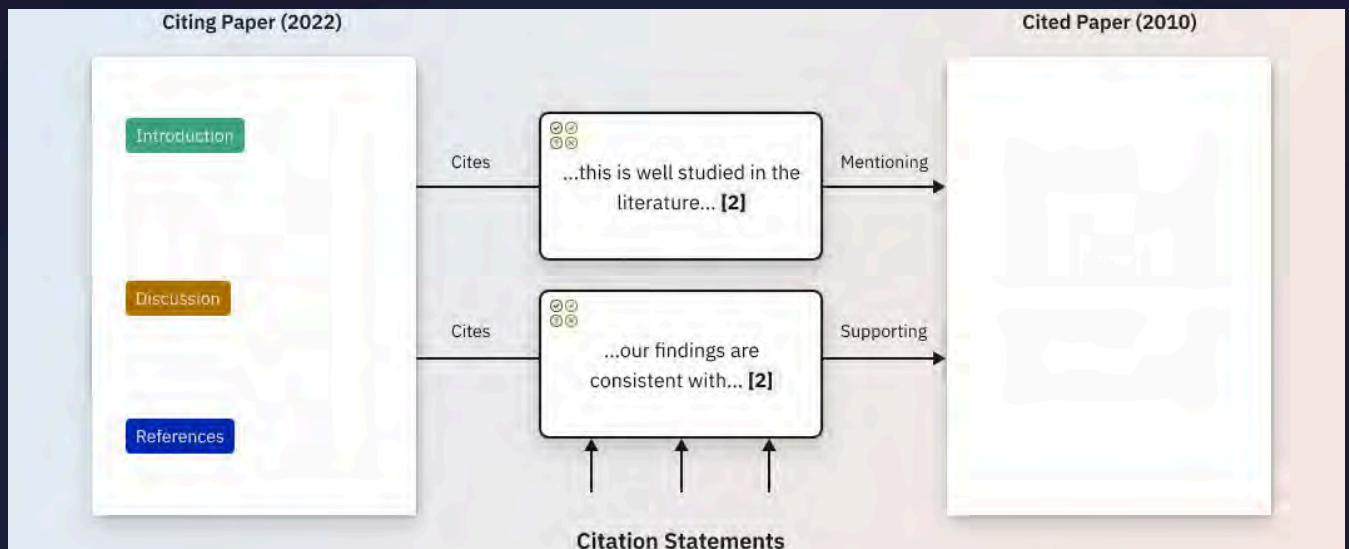 Citing Paper (2022)
Cited Paper (2010)
Introduction
Cites
...this is well studied in the
literature... [2]
Mentioning
Discussion
Cites
...our findings are
consistent with... [2]
Supporting
References
Citation Statements